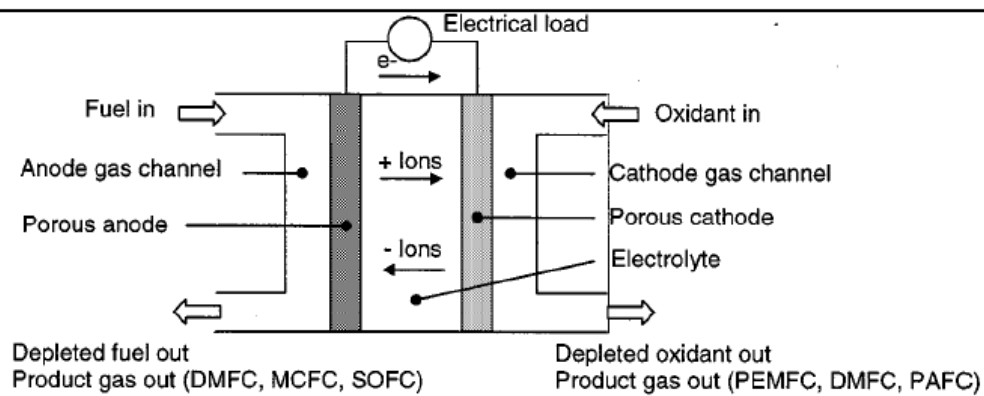 Electrical load
e-
Fuel in
Oxidant in
Anode gas channel
+ Ions
Cathode gas channel
Porous anode
Porous cathode
- Ions
Electrolyte
Depleted fuel out
Product gas out (DMFC, MCFC, SOFC)
Depleted oxidant out
Product gas out (PEMFC, DMFC, PAFC)